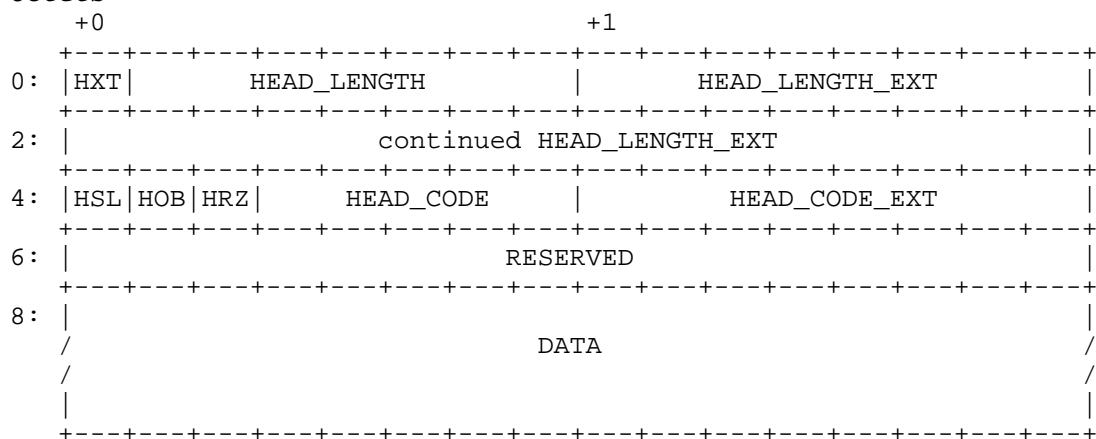 +0 +1
+---+---+---+---+---+---+---+---+---+---+---+---+---+---+---+---+
0: |HXT| HEAD_LENGTH | HEAD_LENGTH_EXT |
+---+---+---+---+---+---+---+---+---+---+---+---+---+---+---+---+
2: | continued HEAD_LENGTH_EXT |
+---+---+---+---+---+---+---+---+---+---+---+---+---+---+---+---+
4: |HSL|HOB|HRZ| HEAD_CODE | HEAD_CODE_EXT |
+---+---+---+---+---+---+---+---+---+---+---+---+---+---+---+---+
6: | RESERVED |
+---+---+---+---+---+---+---+---+---+---+---+---+---+---+---+---+
8: | |
/ DATA /
/ /
| |
+---+---+---+---+---+---+---+---+---+---+---+---+---+---+---+---+